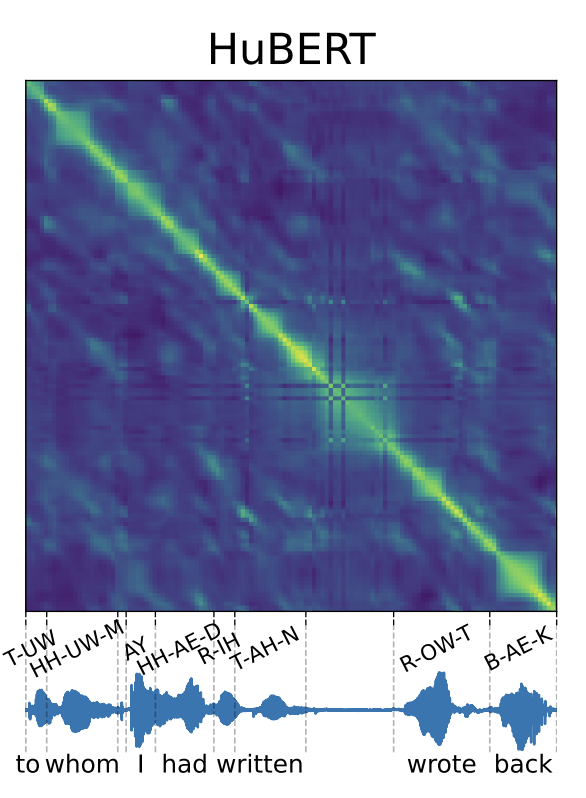 HuBERT
T-UW HH-UW-M AY HH-AE-D R-IH T-AH-N R-OW-T B-AE-K
to whom I had written wrote back